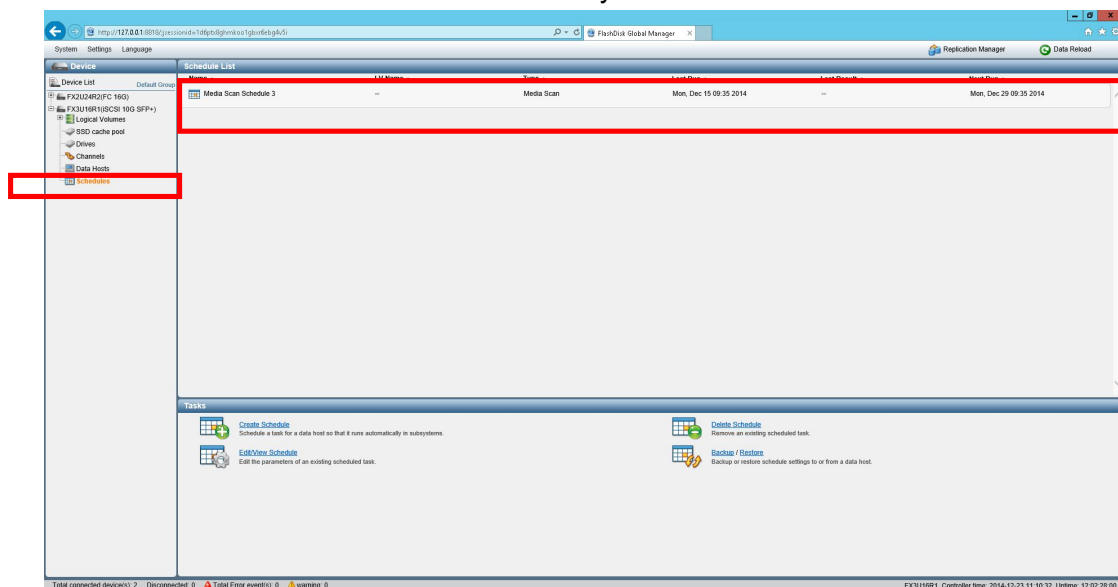 http://127.0.0.1:8818/;jsessionid=1d6ptx8ghmkoo1gbxr6ebg4v5i
FlashDisk Global Manager
System Settings Language
Replication Manager Data Reload
Device
Schedule List
Device List Default Group
FX2U24R2(FC 16G)
Media Scan Schedule 3 -- Media Scan Mon, Dec 15 09:35 2014 -- Mon, Dec 29 09:35 2014
FX3U16R1(iSCSI 10G SFP+)
Logical Volumes
SSD cache pool
Drives
Channels
Data Hosts
Schedules
Tasks
Create Schedule
Schedule a task for a data host so that it runs automatically in subsystems.
Delete Schedule
Remove an existing scheduled task.
Edit/View Schedule
Edit the parameters of an existing scheduled task.
Backup / Restore
Backup or restore schedule settings to or from a data host.
Total connected device(s): 2 Disconnected: 0 Total Error event(s): 0 warning: 0
FX3U16R1 Controller time: 2014-12-23 11:10:32 Uptime: 12:02:28:00